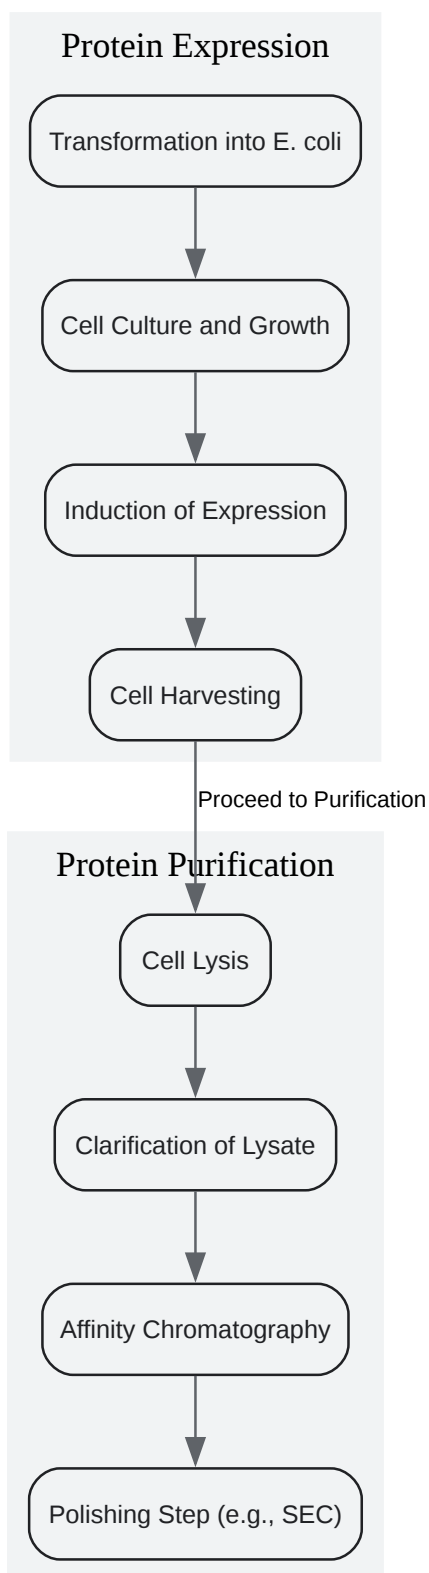 Protein Expression
Transformation into E. coli
Cell Culture and Growth
Induction of Expression
Cell Harvesting
Proceed to Purification
Protein Purification
Cell Lysis
Clarification of Lysate
Affinity Chromatography
Polishing Step (e.g., SEC)